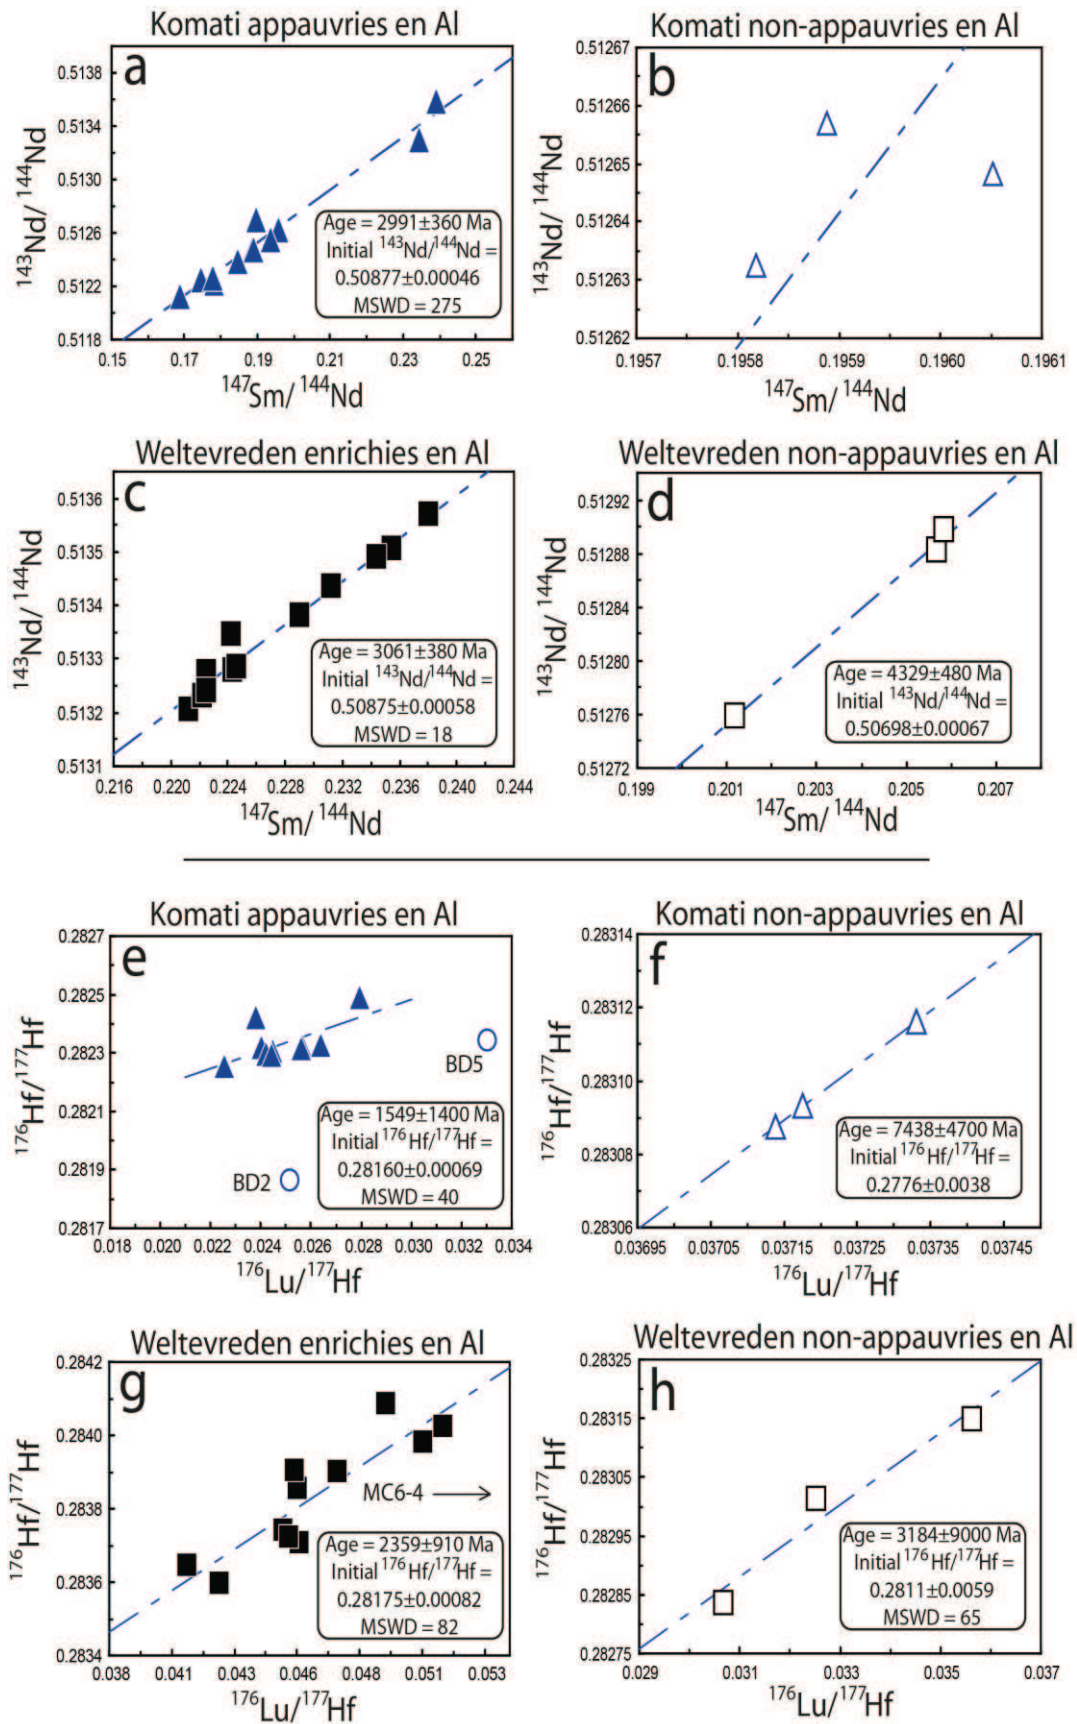 Komati appauvries en Al
a
0.5138
0.5134
0.5130
0.5126
0.5122
0.5118
143Nd/ 144Nd
Age = 2991±360 Ma
Initial 143Nd/144Nd =
0.50877±0.00046
MSWD = 275
0.15 0.17 0.19 0.21 0.23 0.25
147Sm/ 144Nd
Komati non-appauvries en Al
b
0.51267
0.51266
0.51265
0.51264
0.51263
0.51262
143Nd/ 144Nd
0.1957 0.1958 0.1959 0.1960 0.1961
147Sm/ 144Nd
Weltevreden enrichies en Al
c
0.5136
0.5135
0.5134
0.5133
0.5132
0.5131
143Nd/ 144Nd
Age = 3061±380 Ma
Initial 143Nd/144Nd =
0.50875±0.00058
MSWD = 18
0.216 0.220 0.224 0.228 0.232 0.236 0.240 0.244
147Sm/ 144Nd
Weltevreden non-appauvries en Al
d
0.51292
0.51288
0.51284
0.51280
0.51276
0.51272
143Nd/ 144Nd
Age = 4329±480 Ma
Initial 143Nd/144Nd =
0.50698±0.00067
0.199 0.201 0.203 0.205 0.207
147Sm/ 144Nd
Komati appauvries en Al
e
0.2827
0.2825
0.2823
0.2821
0.2819
0.2817
176Hf/177Hf
BD5
BD2
Age = 1549±1400 Ma
Initial 176Hf/177Hf =
0.28160±0.00069
MSWD = 40
0.018 0.020 0.022 0.024 0.026 0.028 0.030 0.032 0.034
176Lu/177Hf
Komati non-appauvries en Al
f
0.28314
0.28312
0.28310
0.28308
0.28306
176Hf/177Hf
Age = 7438±4700 Ma
Initial 176Hf/177Hf =
0.2776±0.0038
0.03695 0.03705 0.03715 0.03725 0.03735 0.03745
176Lu/177Hf
Weltevreden enrichies en Al
g
0.2842
0.2840
0.2838
0.2836
0.2834
176Hf/177Hf
MC6-4
Age = 2359±910 Ma
Initial 176Hf/177Hf =
0.28175±0.00082
MSWD = 82
0.038 0.041 0.043 0.046 0.048 0.051 0.053
176Lu/177Hf
Weltevreden non-appauvries en Al
h
0.28325
0.28315
0.28305
0.28295
0.28285
0.28275
176Hf/177Hf
Age = 3184±9000 Ma
Initial 176Hf/177Hf =
0.2811±0.0059
MSWD = 65
0.029 0.031 0.033 0.035 0.037
176Lu/177Hf